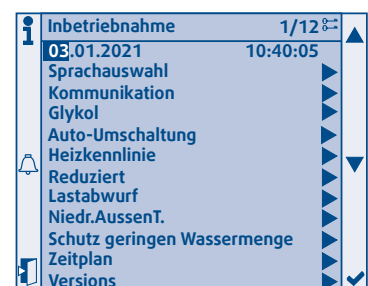 Inbetriebnahme 1/12
03.01.2021 10:40:05
Sprachauswahl
Kommunikation
Glykol
Auto-Umschaltung
Heizkennlinie
Reduziert
Lastabwurf
Niedr.AussenT.
Schutz geringen Wassermenge
Zeitplan
Versions